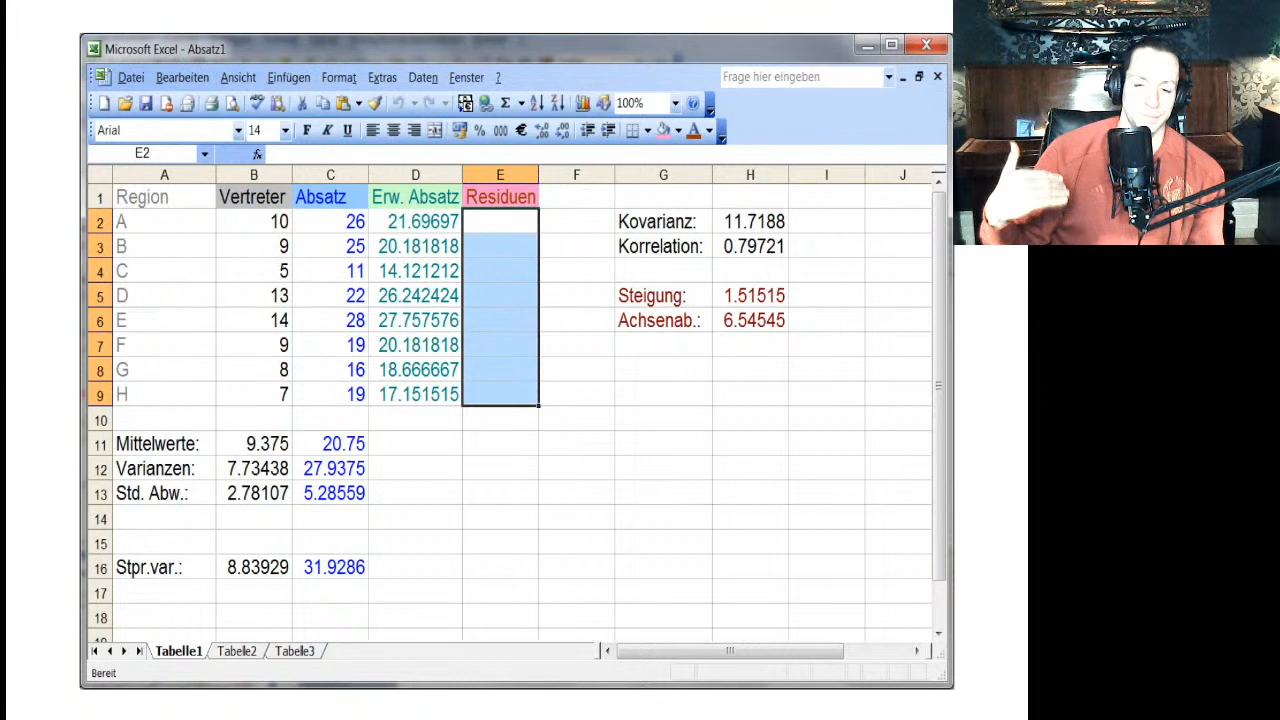 Microsoft Excel - Absatz1
Datei Bearbeiten Ansicht Einfügen Format Extras Daten Fenster ? Frage hier eingeben
100%
Arial 14 F K U % 000 €
E2 fx
A B C D E F G H I J
1 Region Vertreter Absatz Erw. Absatz Residuen
2 A 10 26 21.69697 Kovarianz: 11.7188
3 B 9 25 20.181818 Korrelation: 0.79721
4 C 5 11 14.121212
5 D 13 22 26.242424 Steigung: 1.51515
6 E 14 28 27.757576 Achsenab.: 6.54545
7 F 9 19 20.181818
8 G 8 16 18.666667
9 H 7 19 17.151515
10
11 Mittelwerte: 9.375 20.75
12 Varianzen: 7.73438 27.9375
13 Std. Abw.: 2.78107 5.28559
14
15
16 Stpr.var.: 8.83929 31.9286
17
18
Tabelle1 Tabelle2 Tabelle3
Bereit